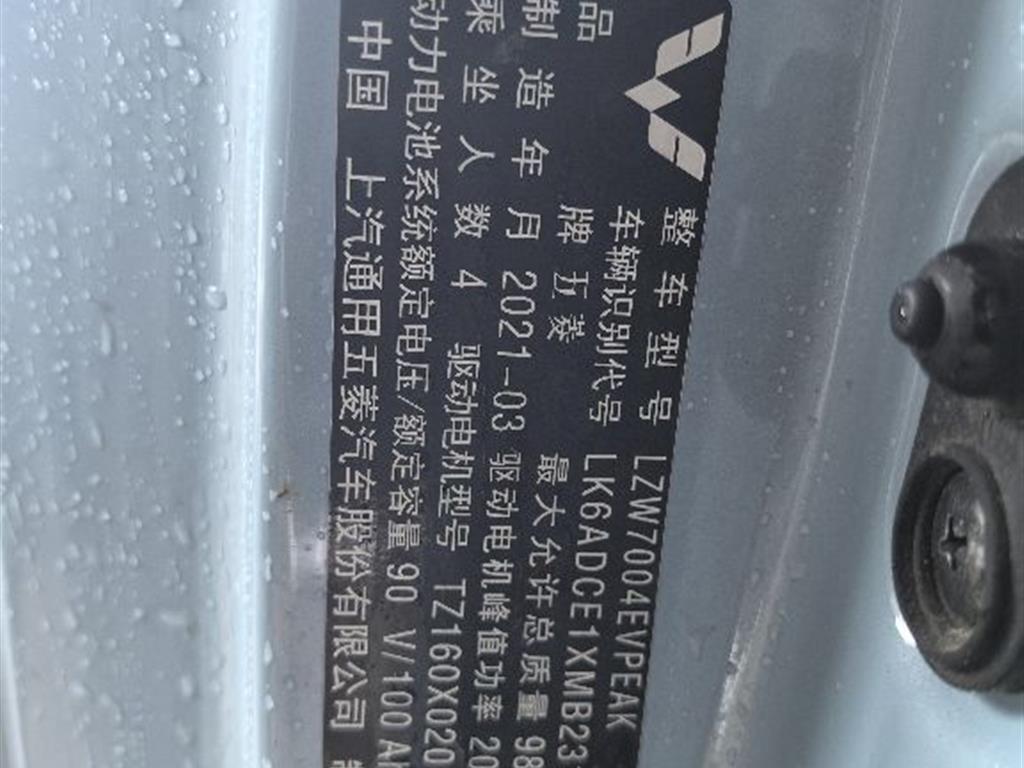 整车型号 LZW7004EVPEAK
车辆识别代号 LK6ADCE1XMB23
品牌 五菱 最大允许总质量 98
制造年月 2021-03 驱动电机峰值功率 20
乘坐人数 4 驱动电机型号 TZ160X020
动力电池系统额定电压/额定容量 90 V/100 A
中国 上汽通用五菱汽车股份有限公司